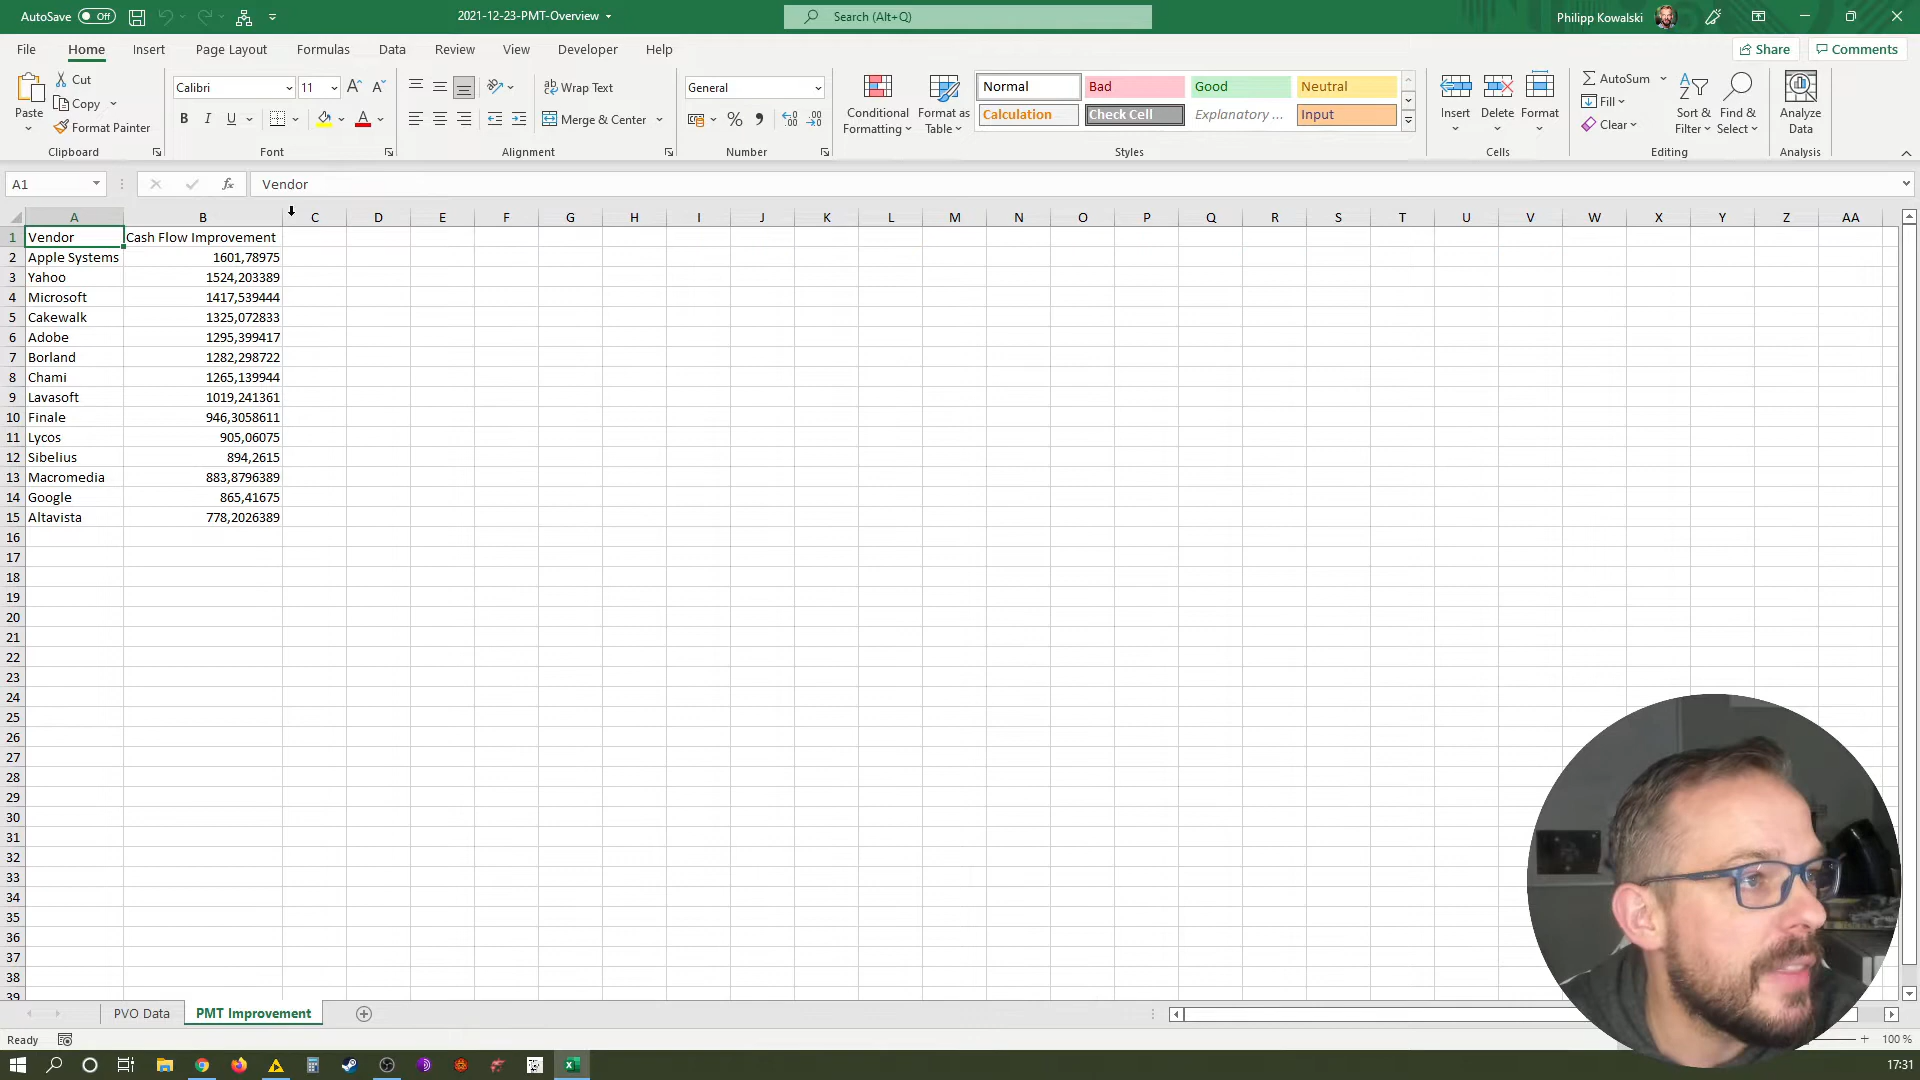 AutoSave Off 2021-12-23-PMT-Overview Search (Alt+Q) Philipp Kowalski
File Home Insert Page Layout Formulas Data Review View Developer Help Share Comments
Paste Cut Copy Format Painter
Calibri 11
B I U
Wrap Text
Merge & Center
General
Conditional Formatting
Format as Table
Normal Bad Good Neutral
Calculation Check Cell Explanatory ... Input
Insert Delete Format
AutoSum
Fill
Clear
Sort & Filter
Find & Select
Analyze Data
Clipboard Font Alignment Number Styles Cells Editing Analysis
A1 fx Vendor
A B C D E F G H I J K L M N O P Q R S T U V W X Y Z AA
1 Vendor Cash Flow Improvement
2 Apple Systems 1601,78975
3 Yahoo 1524,203389
4 Microsoft 1417,539444
5 Cakewalk 1325,072833
6 Adobe 1295,399417
7 Borland 1282,298722
8 Chami 1265,139944
9 Lavasoft 1019,241361
10 Finale 946,3058611
11 Lycos 905,06075
12 Sibelius 894,2615
13 Macromedia 883,8796389
14 Google 865,41675
15 Altavista 778,2026389
16
17
18
19
20
21
22
23
24
25
26
27
28
29
30
31
32
33
34
35
36
37
38
39
PVO Data PMT Improvement
Ready 100 %
17:31